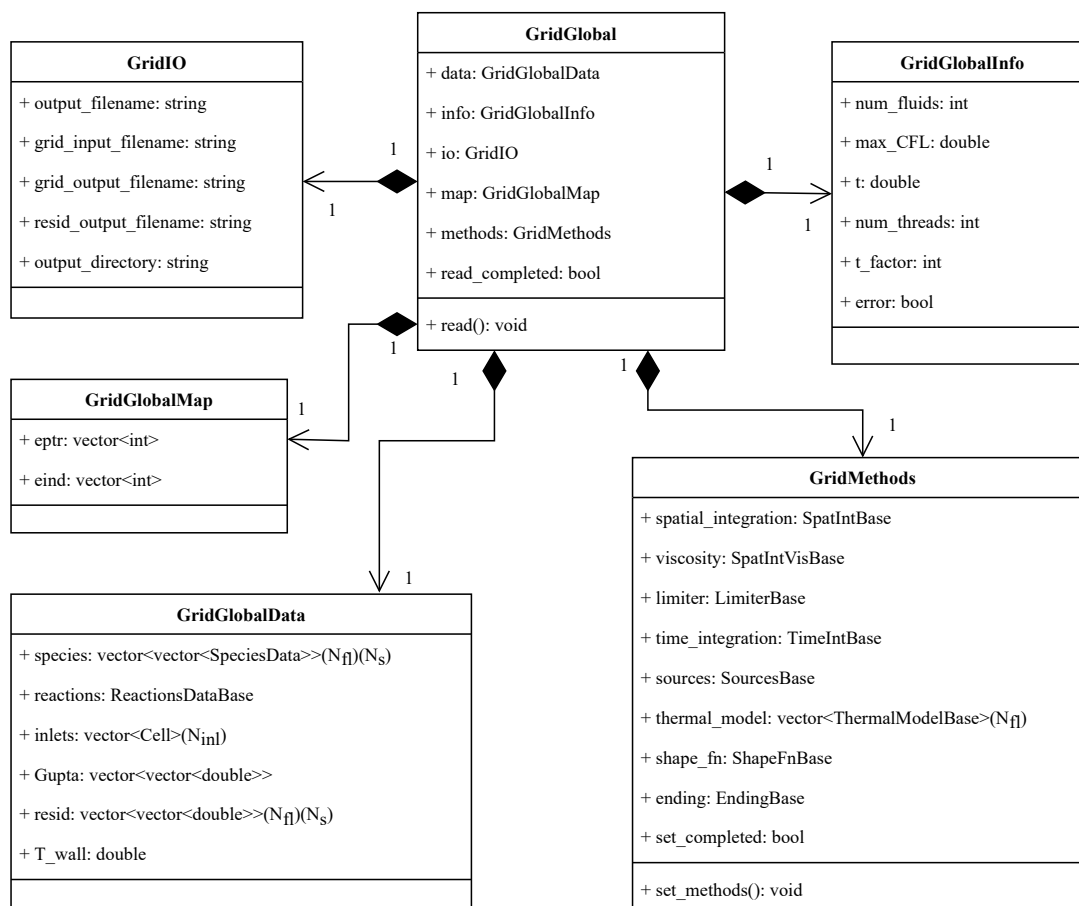 GridIO
+ output_filename: string
+ grid_input_filename: string
+ grid_output_filename: string
+ resid_output_filename: string
+ output_directory: string
GridGlobal
+ data: GridGlobalData
+ info: GridGlobalInfo
+ io: GridIO
+ map: GridGlobalMap
+ methods: GridMethods
+ read_completed: bool
+ read(): void
GridGlobalInfo
+ num_fluids: int
+ max_CFL: double
+ t: double
+ num_threads: int
+ t_factor: int
+ error: bool
1
1
1
1
1
1
1
1
1
1
GridGlobalMap
+ eptr: vector<int>
+ eind: vector<int>
GridGlobalData
+ species: vector<vector<SpeciesData>>(Nfl)(Ns)
+ reactions: ReactionsDataBase
+ inlets: vector<Cell>(Ninl)
+ Gupta: vector<vector<double>>
+ resid: vector<vector<double>>(Nfl)(Ns)
+ T_wall: double
GridMethods
+ spatial_integration: SpatIntBase
+ viscosity: SpatIntVisBase
+ limiter: LimiterBase
+ time_integration: TimeIntBase
+ sources: SourcesBase
+ thermal_model: vector<ThermalModelBase>(Nfl)
+ shape_fn: ShapeFnBase
+ ending: EndingBase
+ set_completed: bool
+ set_methods(): void